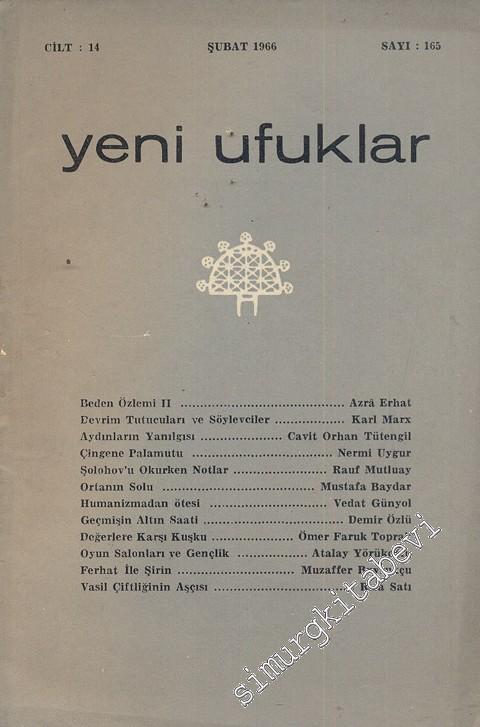 CİLT : 14 ŞUBAT 1966 SAYI : 165
yeni ufuklar
Beden Özlemi II ........................................ Azrâ Erhat
Devrim Tutucuları ve Söylevciler .................. Karl Marx
Aydınların Yanılgısı ..................... Cavit Orhan Tütengil
Çingene Palamutu ................................... Nermi Uygur
Şolohov'u Okurken Notlar ........................ Rauf Mutluay
Ortanın Solu ................................. Mustafa Baydar
Humanizmadan ötesi ............................. Vedat Günyol
Geçmişin Altın Saati ................................... Demir Özlü
Değerlere Karşı Kuşku .................. Ömer Faruk
Oyun Salonları ve Gençlik .................... Atalay
Ferhat İle Şirin .............................. Muzaffer
Vasil Çiftliğinin Aşçısı .................................. Satı
simurgkitabevi